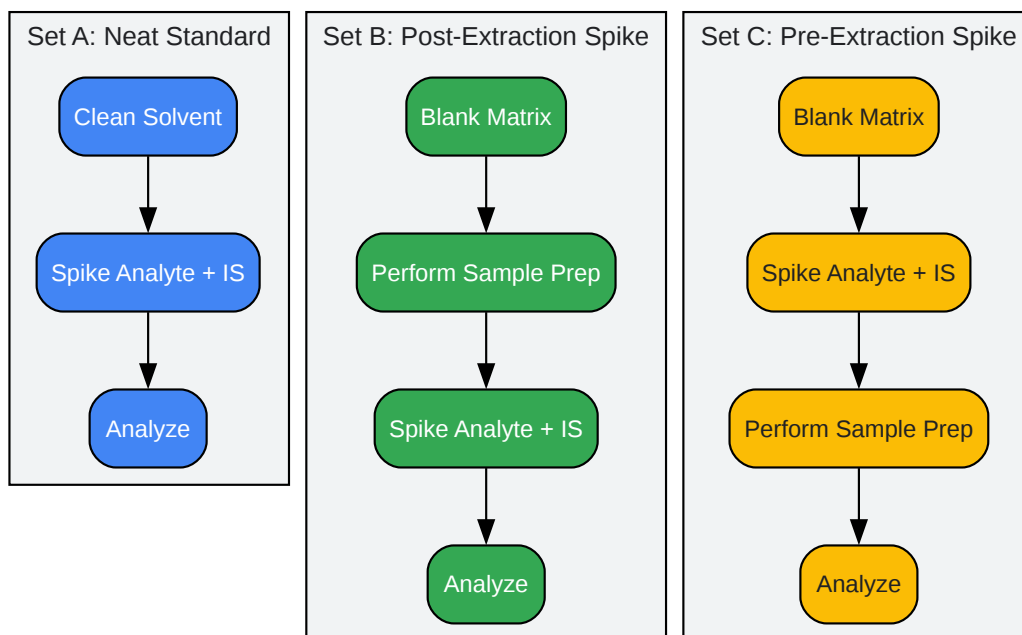 Set A: Neat Standard
Clean Solvent
Spike Analyte + IS
Analyze
Set B: Post-Extraction Spike
Blank Matrix
Perform Sample Prep
Spike Analyte + IS
Analyze
Set C: Pre-Extraction Spike
Blank Matrix
Spike Analyte + IS
Perform Sample Prep
Analyze